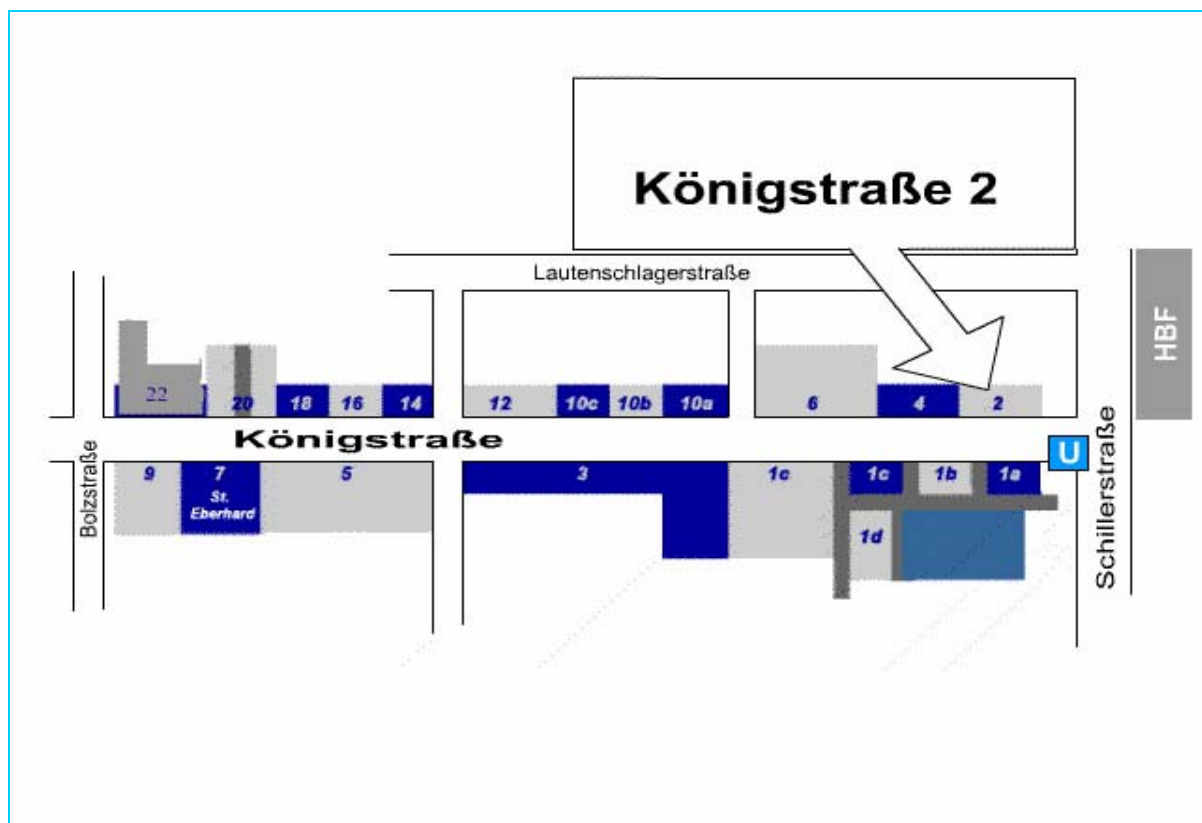 Königstraße 2
Lautenschlagerstraße
HBF
22
20
18
16
14
12
10c
10b
10a
6
4
2
Königstraße
U
Bolzstraße
9
7
St.
Eberhard
5
3
1c
1c
1b
1a
1d
Schillerstraße